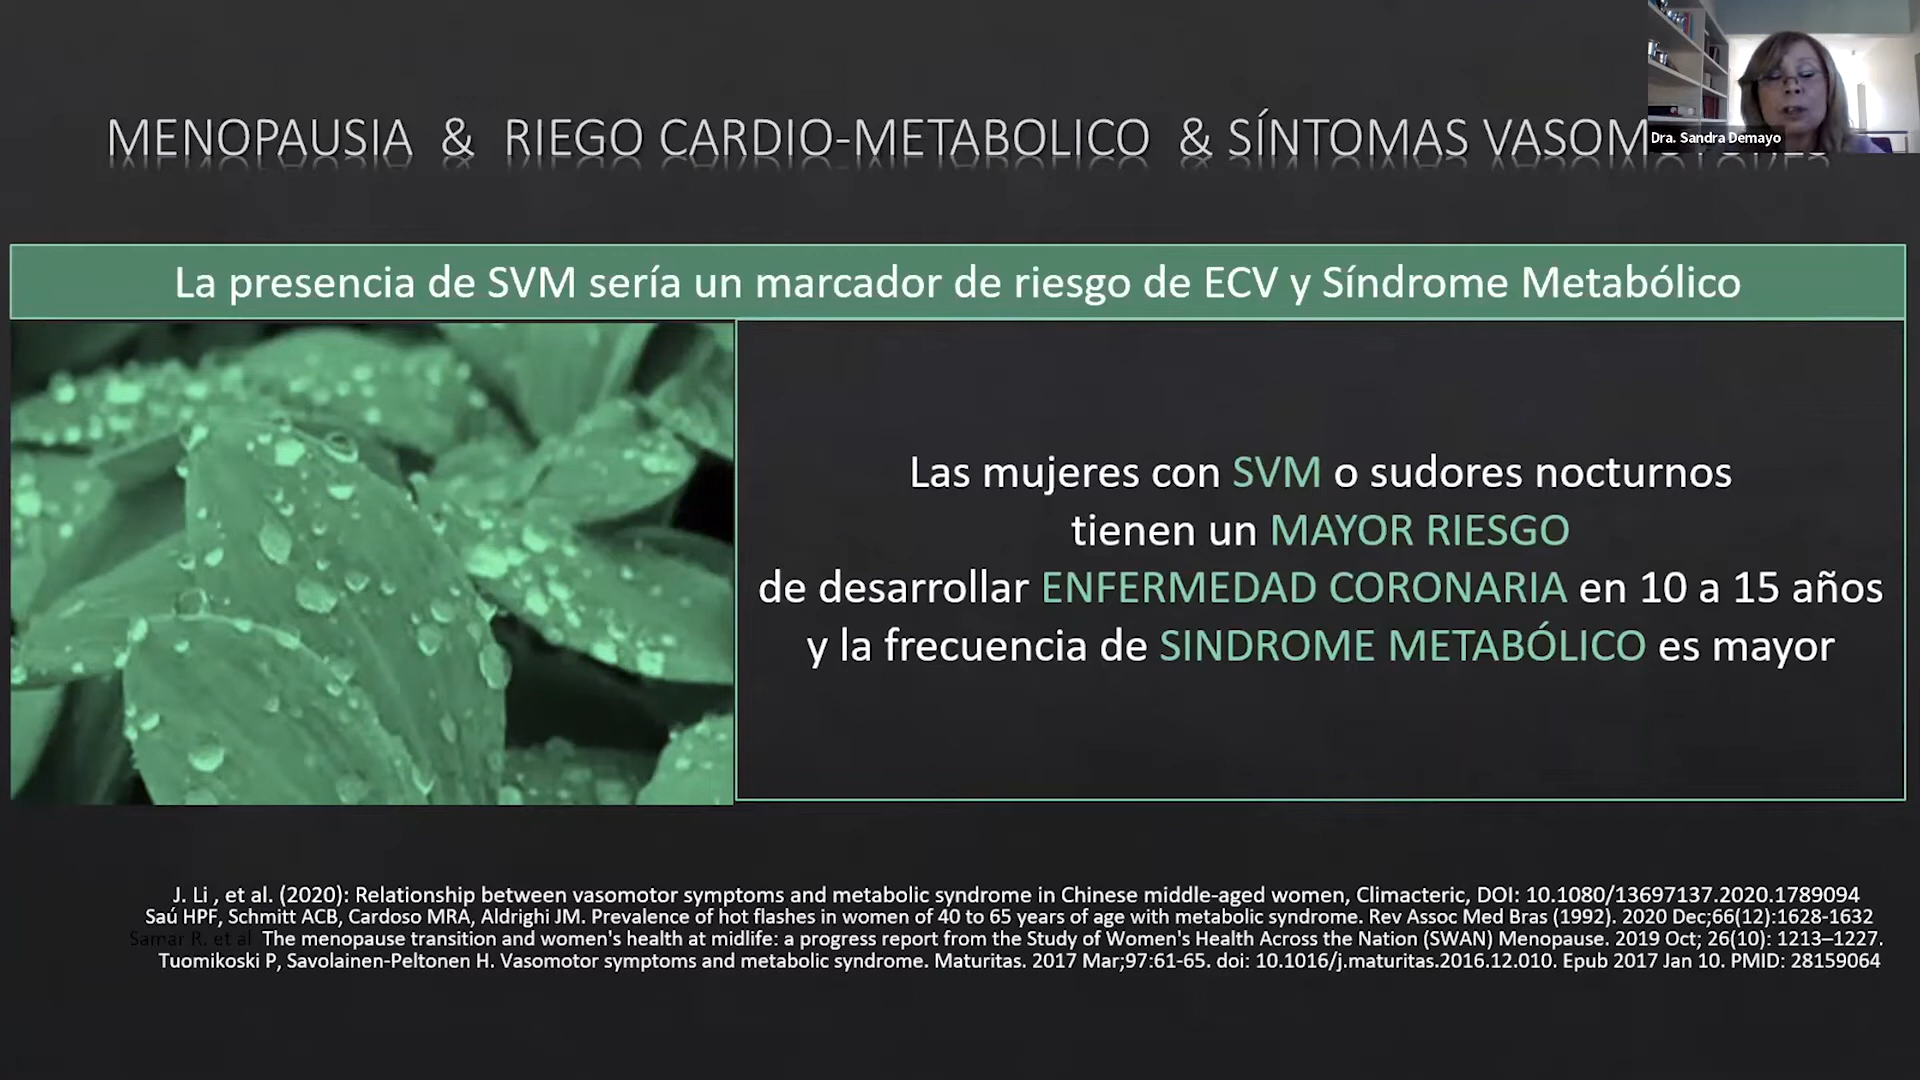 MENOPAUSIA & RIEGO CARDIO-METABOLICO & SÍNTOMAS
Dra. Sandra Demayo
La presencia de SVM sería un marcador de riesgo de ECV y Síndrome Metabólico
Las mujeres con SVM o sudores nocturnos
tienen un MAYOR RIESGO
de desarrollar ENFERMEDAD CORONARIA en 10 a 15 años
y la frecuencia de SINDROME METABÓLICO es mayor
J. Li , et al. (2020): Relationship between vasomotor symptoms and metabolic syndrome in Chinese middle-aged women, Climacteric, DOI: 10.1080/13697137.2020.1789094
Saú HPF, Schmitt ACB, Cardoso MRA, Aldrighi JM. Prevalence of hot flashes in women of 40 to 65 years of age with metabolic syndrome. Rev Assoc Med Bras (1992). 2020 Dec;66(12):1628-1632
Samar R. et al The menopause transition and women's health at midlife: a progress report from the Study of Women's Health Across the Nation (SWAN) Menopause. 2019 Oct; 26(10): 1213–1227.
Tuomikoski P, Savolainen-Peltonen H. Vasomotor symptoms and metabolic syndrome. Maturitas. 2017 Mar;97:61-65. doi: 10.1016/j.maturitas.2016.12.010. Epub 2017 Jan 10. PMID: 28159064